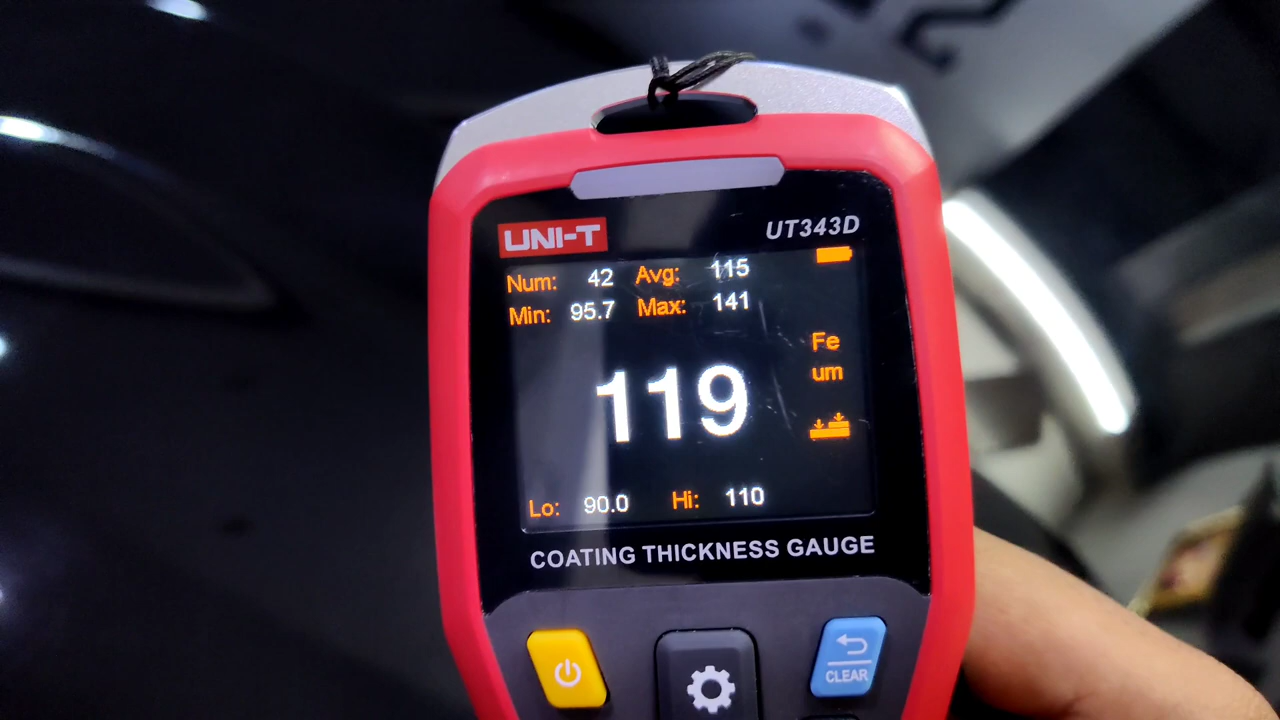 UNI-T UT343D
Num: 42 Avg: 115
Min: 95.7 Max: 141
Fe
um
119
Lo: 90.0 Hi: 110
COATING THICKNESS GAUGE
CLEAR